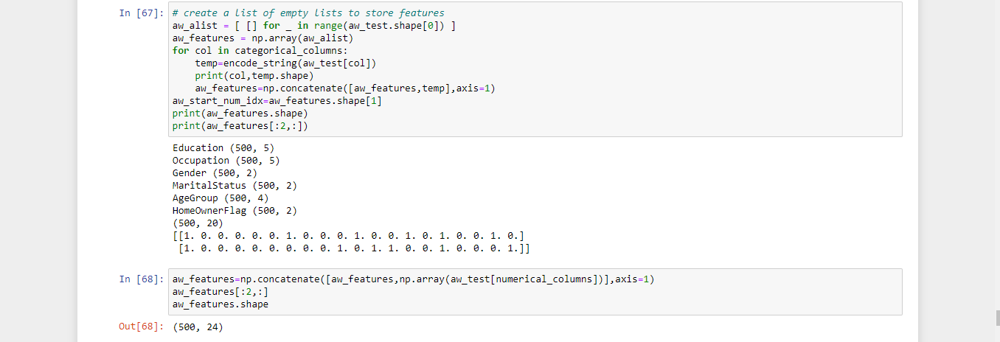 In [67]: # create a list of empty lists to store features
aw_alist = [ [] for _ in range(aw_test.shape[0]) ]
aw_features = np.array(aw_alist)
for col in categorical_columns:
    temp=encode_string(aw_test[col])
    print(col,temp.shape)
    aw_features=np.concatenate([aw_features,temp],axis=1)
aw_start_num_idx=aw_features.shape[1]
print(aw_features.shape)
print(aw_features[:2,:])
Education (500, 5)
Occupation (500, 5)
Gender (500, 2)
MaritalStatus (500, 2)
AgeGroup (500, 4)
HomeOwnerFlag (500, 2)
(500, 20)
[[1. 0. 0. 0. 0. 0. 1. 0. 0. 0. 1. 0. 0. 1. 0. 1. 0. 0. 1. 0.]
 [1. 0. 0. 0. 0. 0. 0. 0. 0. 1. 0. 1. 1. 0. 0. 1. 0. 0. 0. 1.]]
In [68]: aw_features=np.concatenate([aw_features,np.array(aw_test[numerical_columns])],axis=1)
aw_features[:2,:]
aw_features.shape
Out[68]: (500, 24)